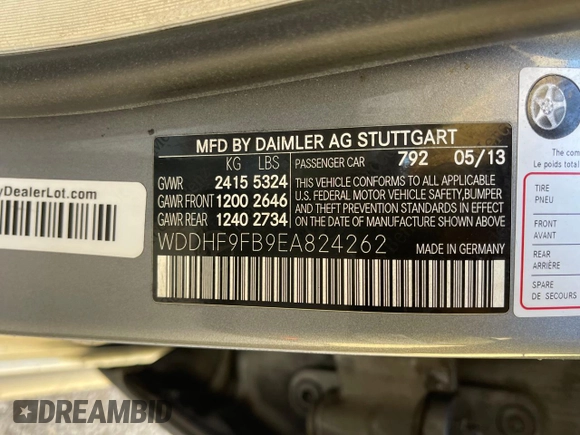 MFD BY DAIMLER AG STUTTGART
KG LBS
PASSENGER CAR 792 05/13
GVWR 2415 5324
GAWR FRONT 1200 2646
GAWR REAR 1240 2734
THIS VEHICLE CONFORMS TO ALL APPLICABLE
U.S. FEDERAL MOTOR VEHICLE SAFETY,BUMPER
AND THEFT PREVENTION STANDARDS IN EFFECT
ON THE DATE OF MANUFACTURE SHOWN ABOVE
WDDHF9FB9EA824262
MADE IN GERMANY
yDealerLot.com
The com
Le poids total
TIRE
PNEU
FRONT
AVANT
REAR
ARRIÈRE
SPARE
DE SECOURS
DREAMBID